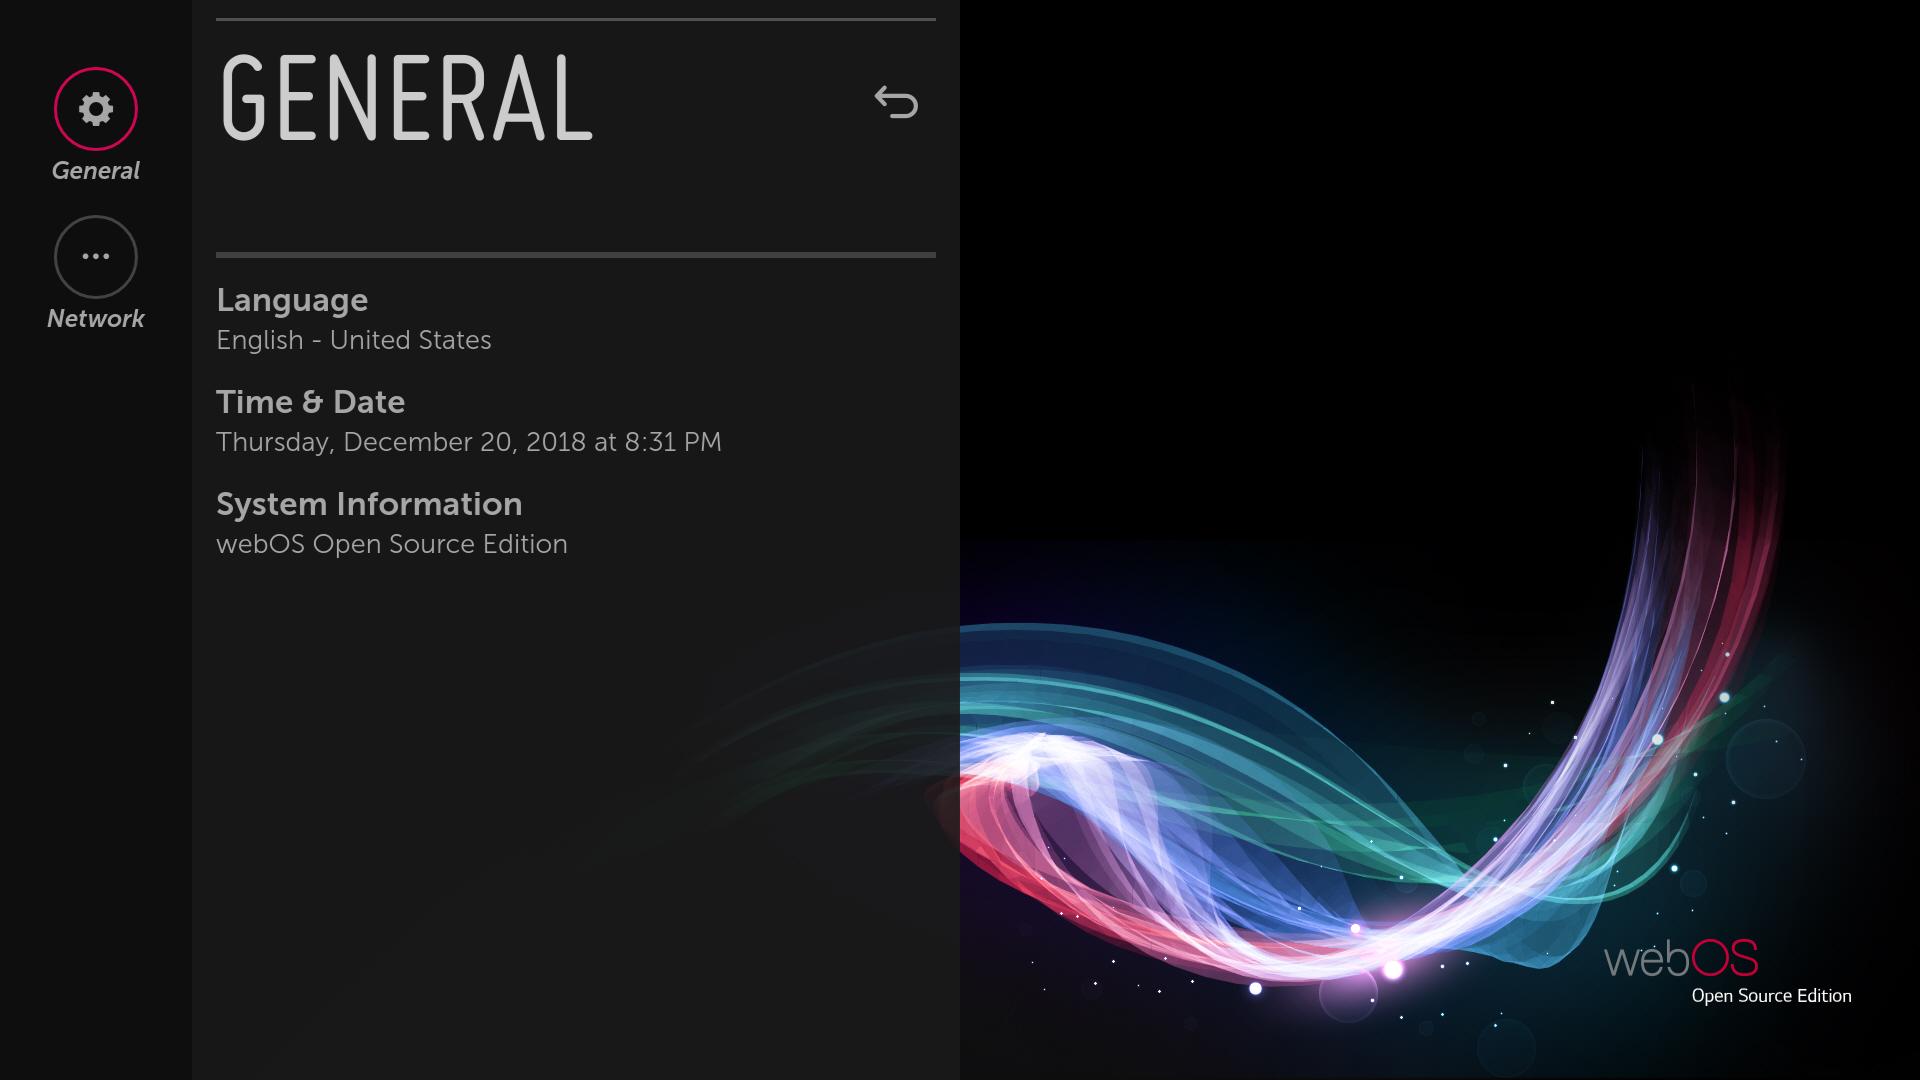 General
Network
GENERAL
Language
English - United States
Time & Date
Thursday, December 20, 2018 at 8:31 PM
System Information
webOS Open Source Edition
webOS
Open Source Edition